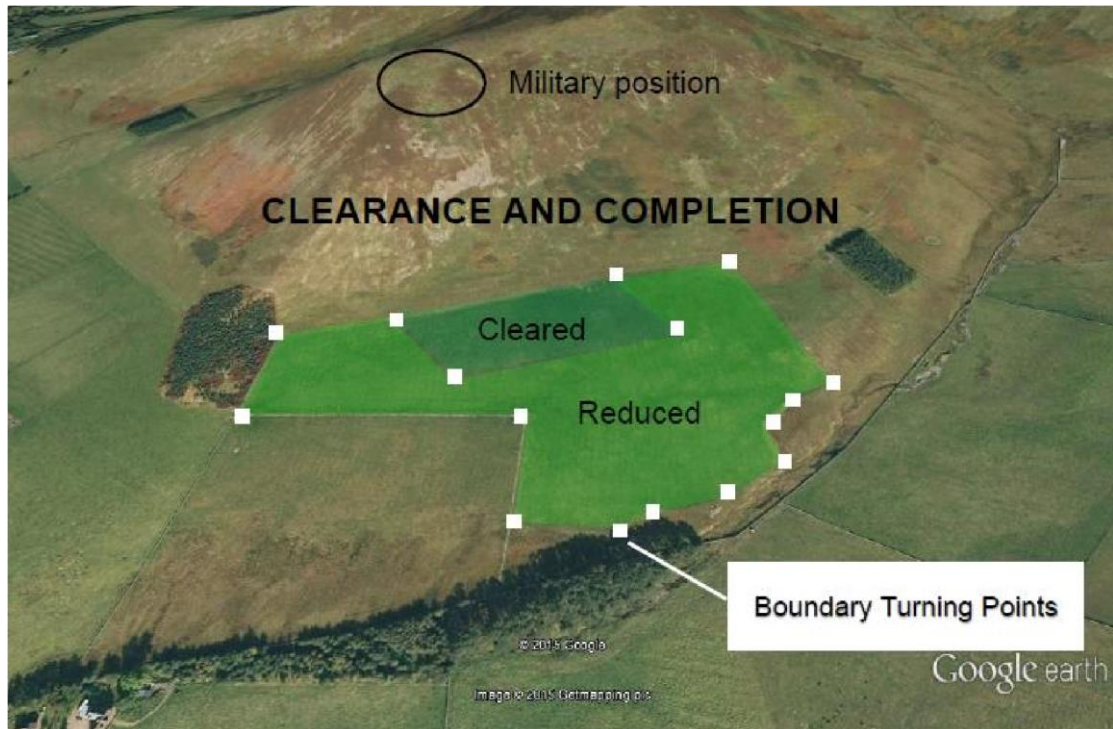 Military position
CLEARANCE AND COMPLETION
Cleared
Reduced
Boundary Turning Points
© 2015 Google
Image © 2015 Getmapping plc
Google earth